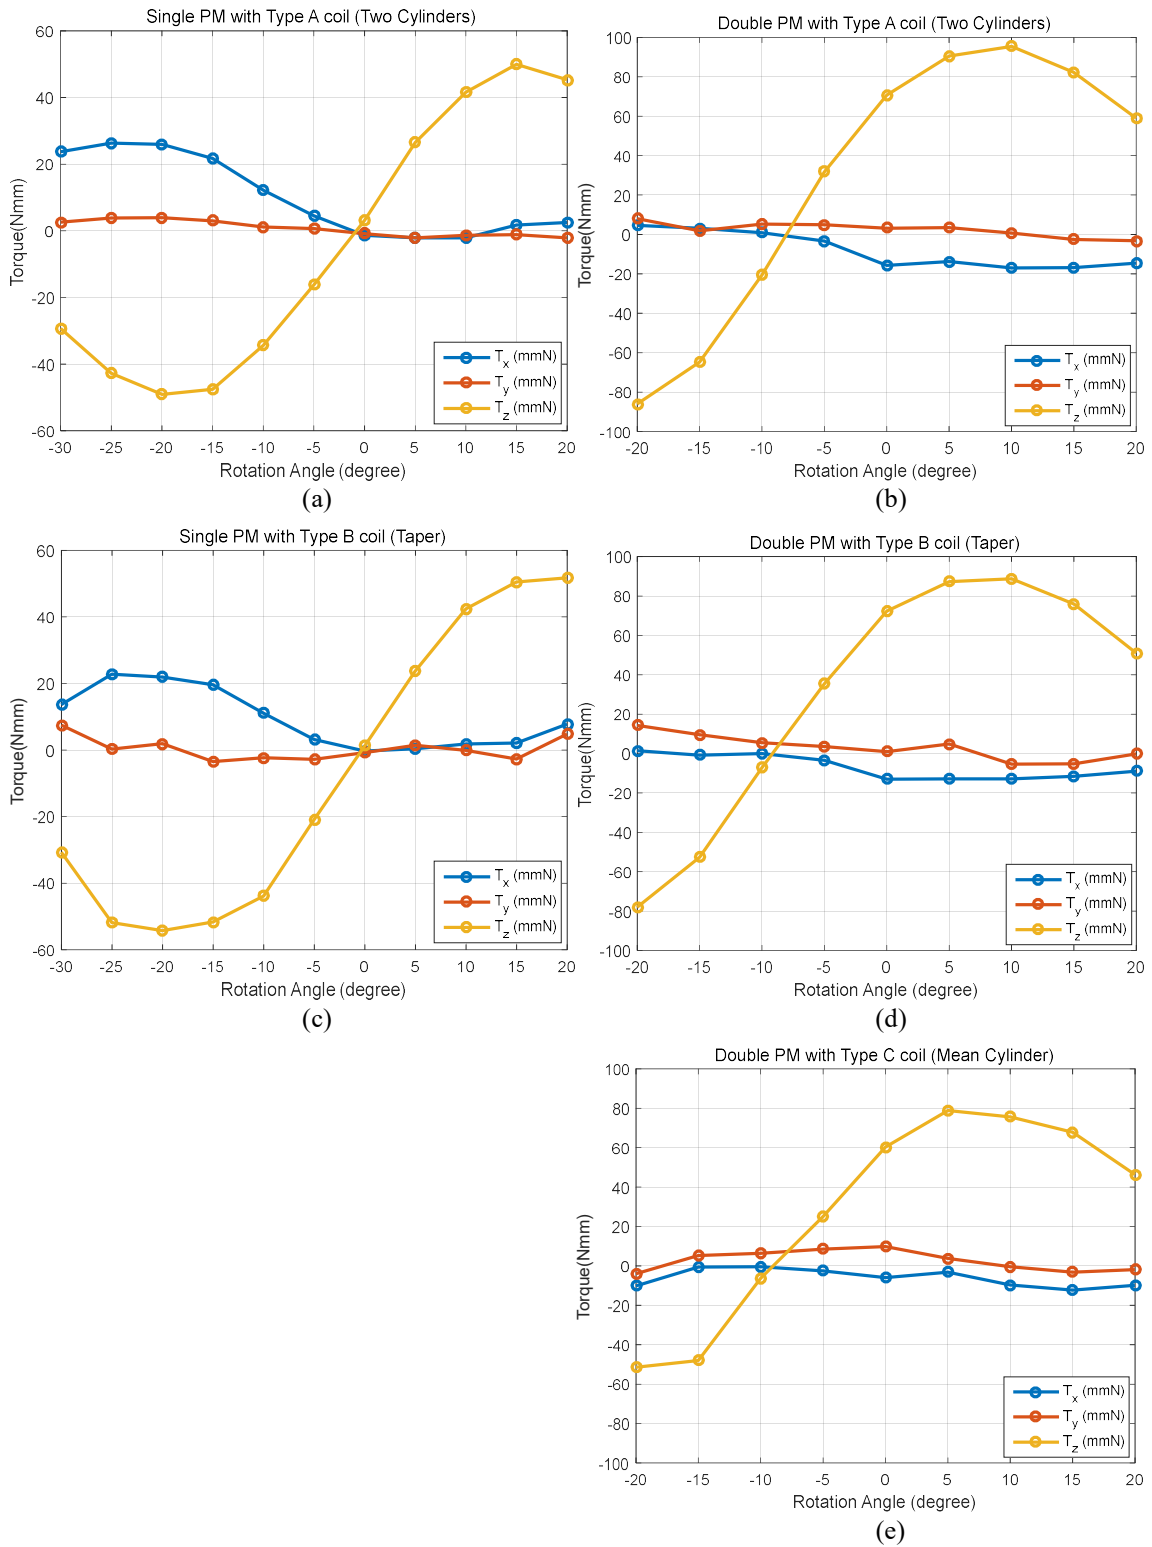 Single PM with Type A coil (Two Cylinders)
60
40
20
0
-20
-40
-60
Torque(Nmm)
-30 -25 -20 -15 -10 -5 0 5 10 15 20
Rotation Angle (degree)
Tx (mmN)
Ty (mmN)
Tz (mmN)
(a)
Double PM with Type A coil (Two Cylinders)
100
80
60
40
20
0
-20
-40
-60
-80
-100
Torque(Nmm)
-20 -15 -10 -5 0 5 10 15 20
Rotation Angle (degree)
Tx (mmN)
Ty (mmN)
Tz (mmN)
(b)
Single PM with Type B coil (Taper)
60
40
20
0
-20
-40
-60
Torque(Nmm)
-30 -25 -20 -15 -10 -5 0 5 10 15 20
Rotation Angle (degree)
Tx (mmN)
Ty (mmN)
Tz (mmN)
(c)
Double PM with Type B coil (Taper)
100
80
60
40
20
0
-20
-40
-60
-80
-100
Torque(Nmm)
-20 -15 -10 -5 0 5 10 15 20
Rotation Angle (degree)
Tx (mmN)
Ty (mmN)
Tz (mmN)
(d)
Double PM with Type C coil (Mean Cylinder)
100
80
60
40
20
0
-20
-40
-60
-80
-100
Torque(Nmm)
-20 -15 -10 -5 0 5 10 15 20
Rotation Angle (degree)
Tx (mmN)
Ty (mmN)
Tz (mmN)
(e)